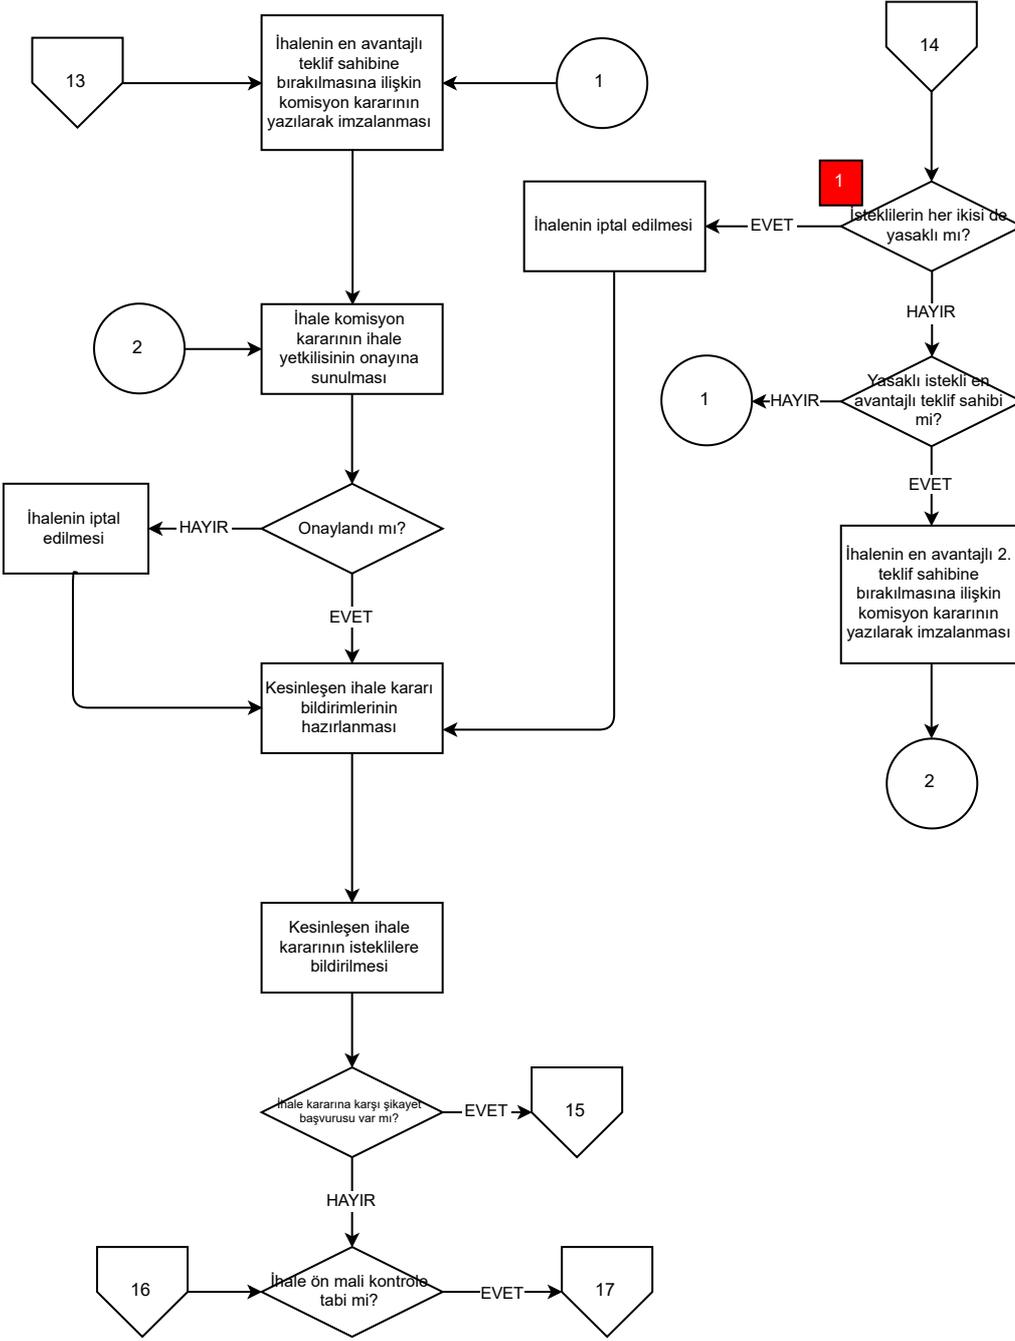 13
İhalenin en avantajlı
teklif sahibine
bırakılmasına ilişkin
komisyon kararının
yazılarak imzalanması
1
14
1
İsteklilerin her ikisi de
yasaklı mı?
EVET
İhalenin iptal edilmesi
HAYIR
2
İhale komisyon
kararının ihale
yetkilisinin onayına
sunulması
Yasaklı istekli en
avantajlı teklif sahibi
mi?
HAYIR
1
EVET
İhalenin iptal
edilmesi
HAYIR
Onaylandı mı?
EVET
İhalenin en avantajlı 2.
teklif sahibine
bırakılmasına ilişkin
komisyon kararının
yazılarak imzalanması
Kesinleşen ihale kararı
bildirimlerinin
hazırlanması
2
Kesinleşen ihale
kararının isteklilere
bildirilmesi
İhale kararına karşı şikayet
başvurusu var mı?
EVET
15
HAYIR
16
İhale ön mali kontrole
tabi mi?
EVET
17